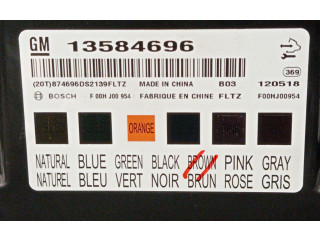 GM 13584696
(20T)874696DS2139FLTZ MADE IN CHINA B03 120518
369
BOSCH F 00H J00 954 FABRIQUE EN CHINE FLTZ F00HJ00954
ORANGE
NATURAL BLUE GREEN BLACK BROWN PINK GRAY
NATUREL BLEU VERT NOIR BRUN ROSE GRIS